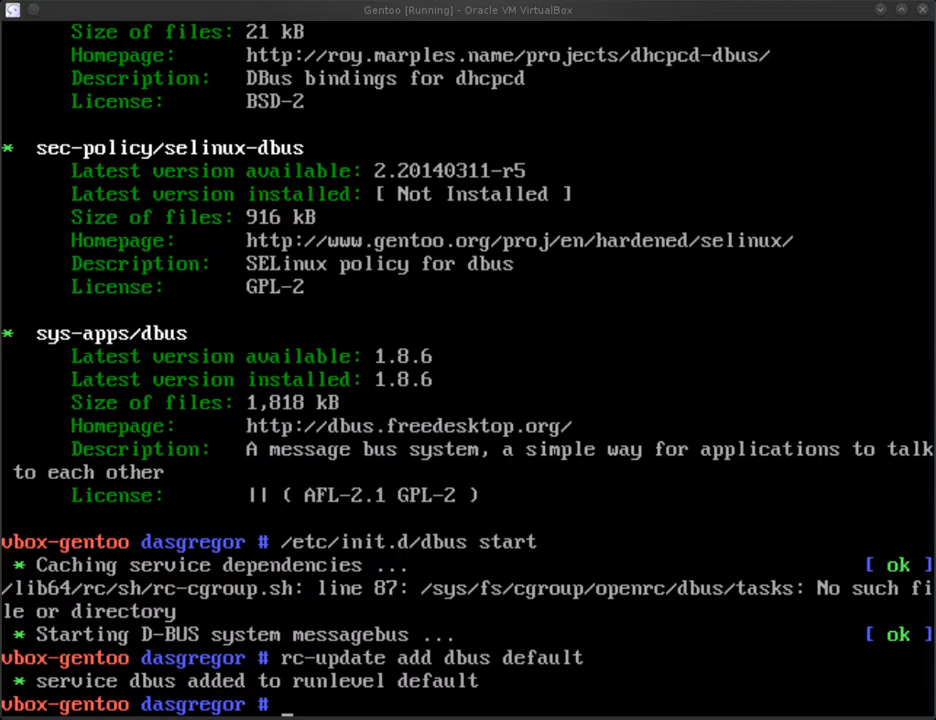 Gentoo [Running] - Oracle VM VirtualBox
Size of files: 21 kB
Homepage: http://roy.marples.name/projects/dhcpcd-dbus/
Description: DBus bindings for dhcpcd
License: BSD-2
* sec-policy/selinux-dbus
Latest version available: 2.20140311-r5
Latest version installed: [ Not Installed ]
Size of files: 916 kB
Homepage: http://www.gentoo.org/proj/en/hardened/selinux/
Description: SELinux policy for dbus
License: GPL-2
* sys-apps/dbus
Latest version available: 1.8.6
Latest version installed: 1.8.6
Size of files: 1,818 kB
Homepage: http://dbus.freedesktop.org/
Description: A message bus system, a simple way for applications to talk
to each other
License: || ( AFL-2.1 GPL-2 )
vbox-gentoo dasgregor # /etc/init.d/dbus start
* Caching service dependencies ... [ ok ]
/lib64/rc/sh/rc-cgroup.sh: line 87: /sys/fs/cgroup/openrc/dbus/tasks: No such fi
le or directory
* Starting D-BUS system messagebus ... [ ok ]
vbox-gentoo dasgregor # rc-update add dbus default
* service dbus added to runlevel default
vbox-gentoo dasgregor # _